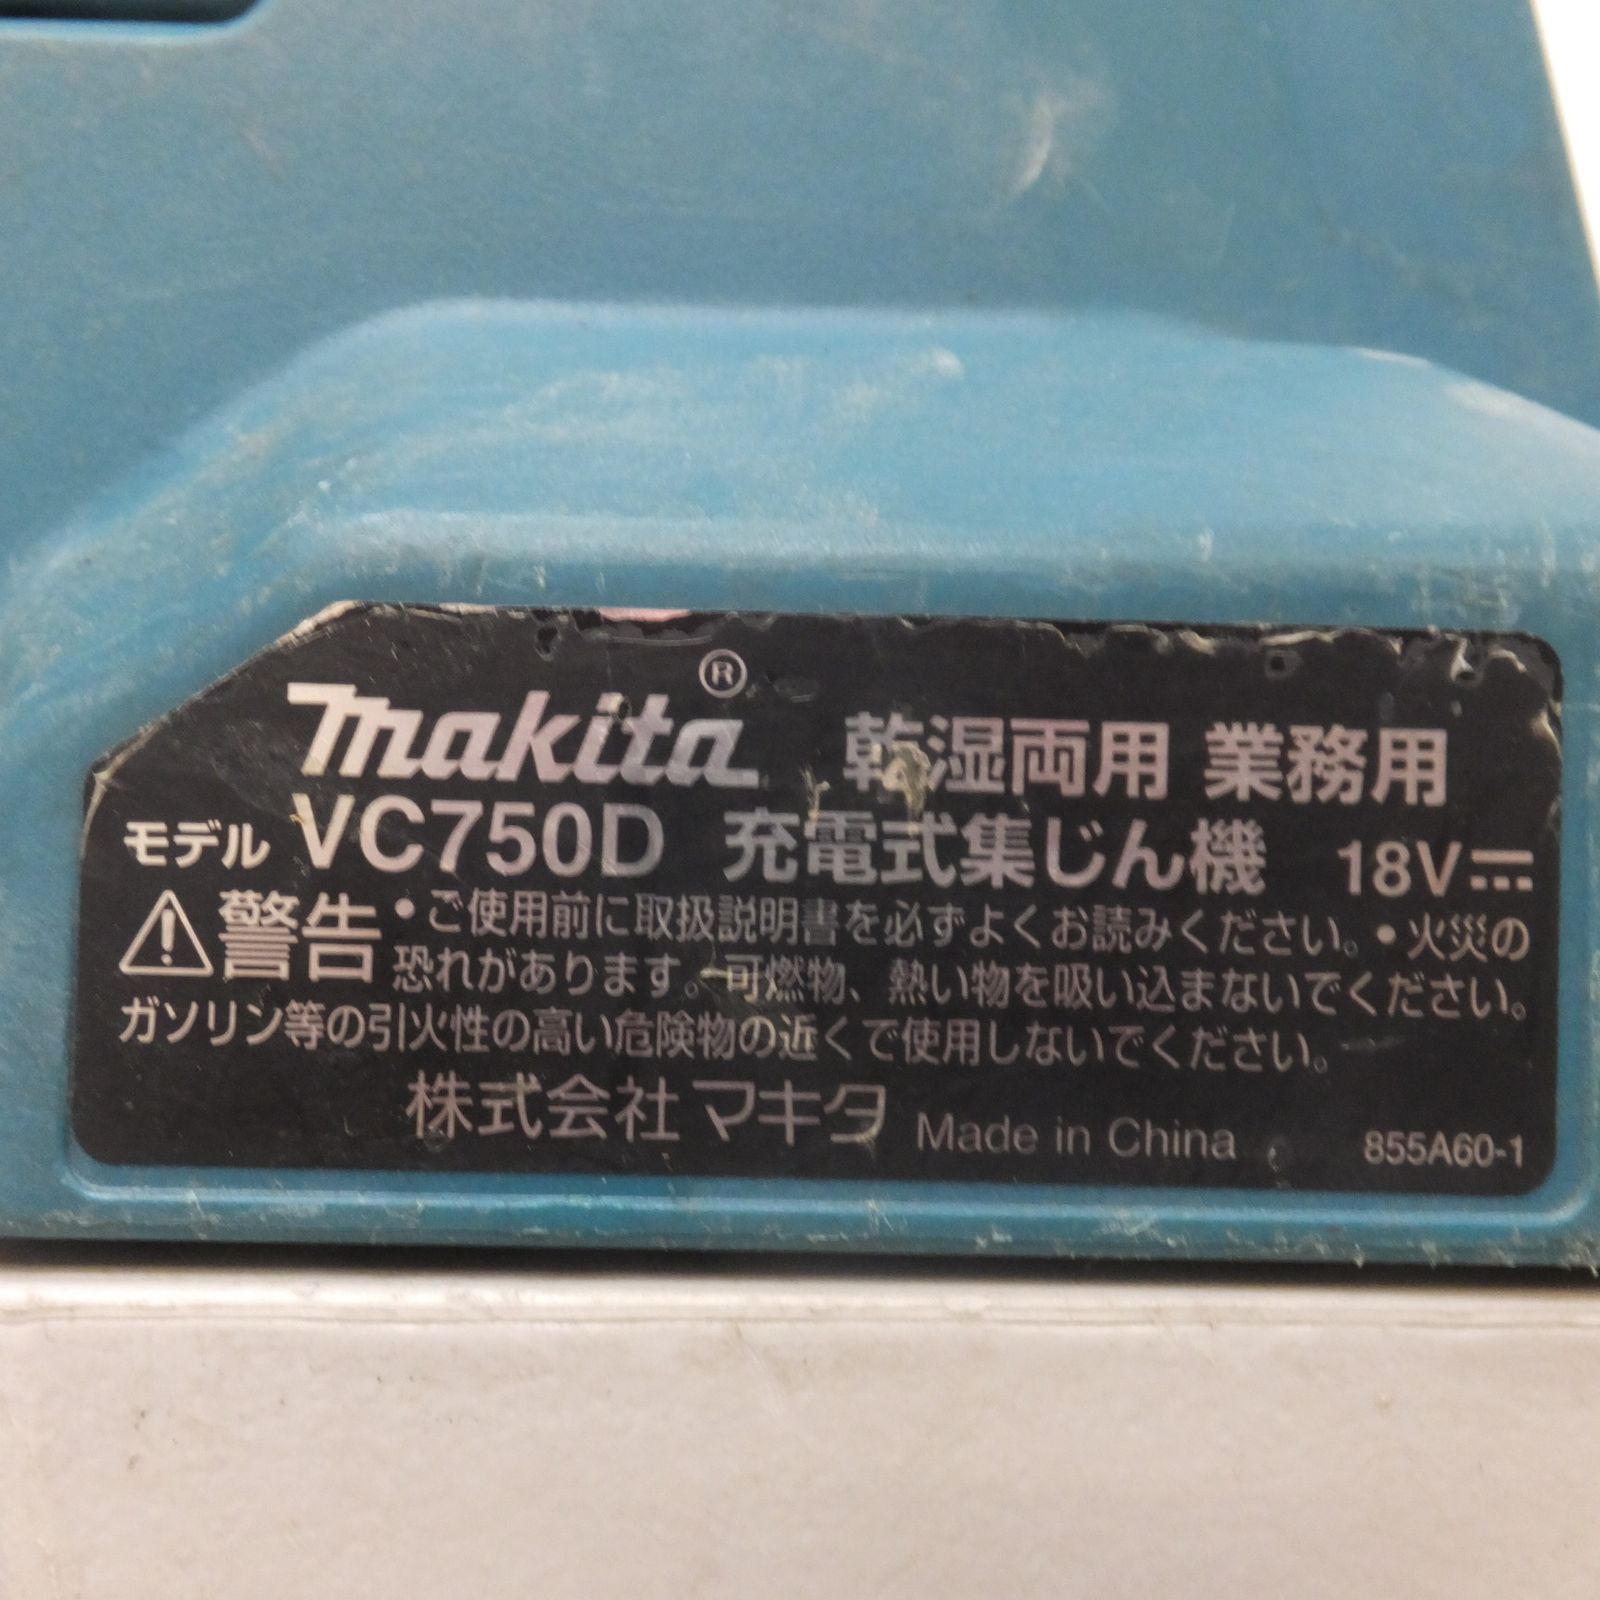 makita® 乾湿両用 業務用
モデル VC750D 充電式集じん機 18V
警告 •ご使用前に取扱説明書を必ずよくお読みください。•火災の
恐れがあります。可燃物、熱い物を吸い込まないでください。
ガソリン等の引火性の高い危険物の近くで使用しないでください。
株式会社マキタ Made in China 855A60-1